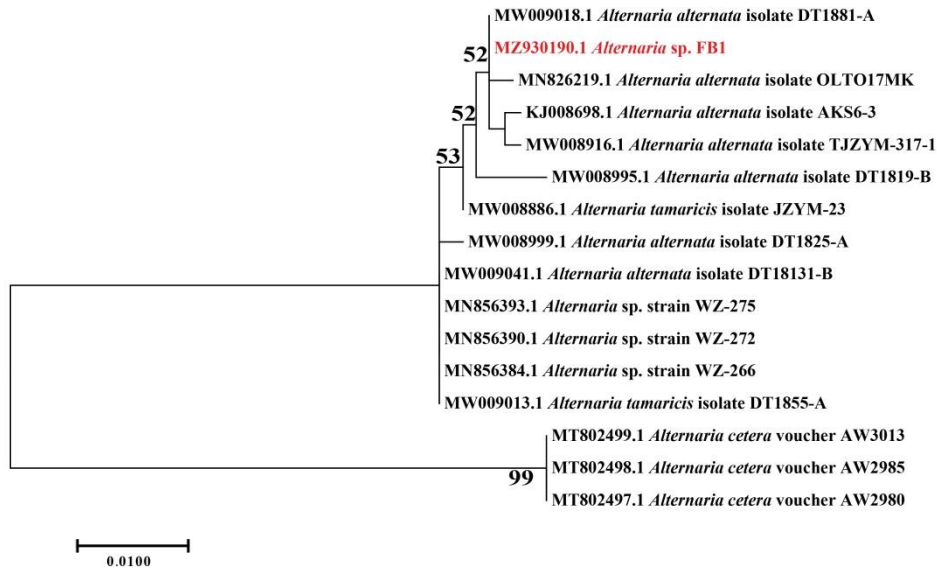 MW009018.1 Alternaria alternata isolate DT1881-A
MZ930190.1 Alternaria sp. FB1
52
MN826219.1 Alternaria alternata isolate OLTO17MK
KJ008698.1 Alternaria alternata isolate AKS6-3
52
MW008916.1 Alternaria alternata isolate TJZYM-317-1
53
MW008995.1 Alternaria alternata isolate DT1819-B
MW008886.1 Alternaria tamaricis isolate JZYM-23
MW008999.1 Alternaria alternata isolate DT1825-A
MW009041.1 Alternaria alternata isolate DT18131-B
MN856393.1 Alternaria sp. strain WZ-275
MN856390.1 Alternaria sp. strain WZ-272
MN856384.1 Alternaria sp. strain WZ-266
MW009013.1 Alternaria tamaricis isolate DT1855-A
MT802499.1 Alternaria cetera voucher AW3013
MT802498.1 Alternaria cetera voucher AW2985
99
MT802497.1 Alternaria cetera voucher AW2980
0.0100